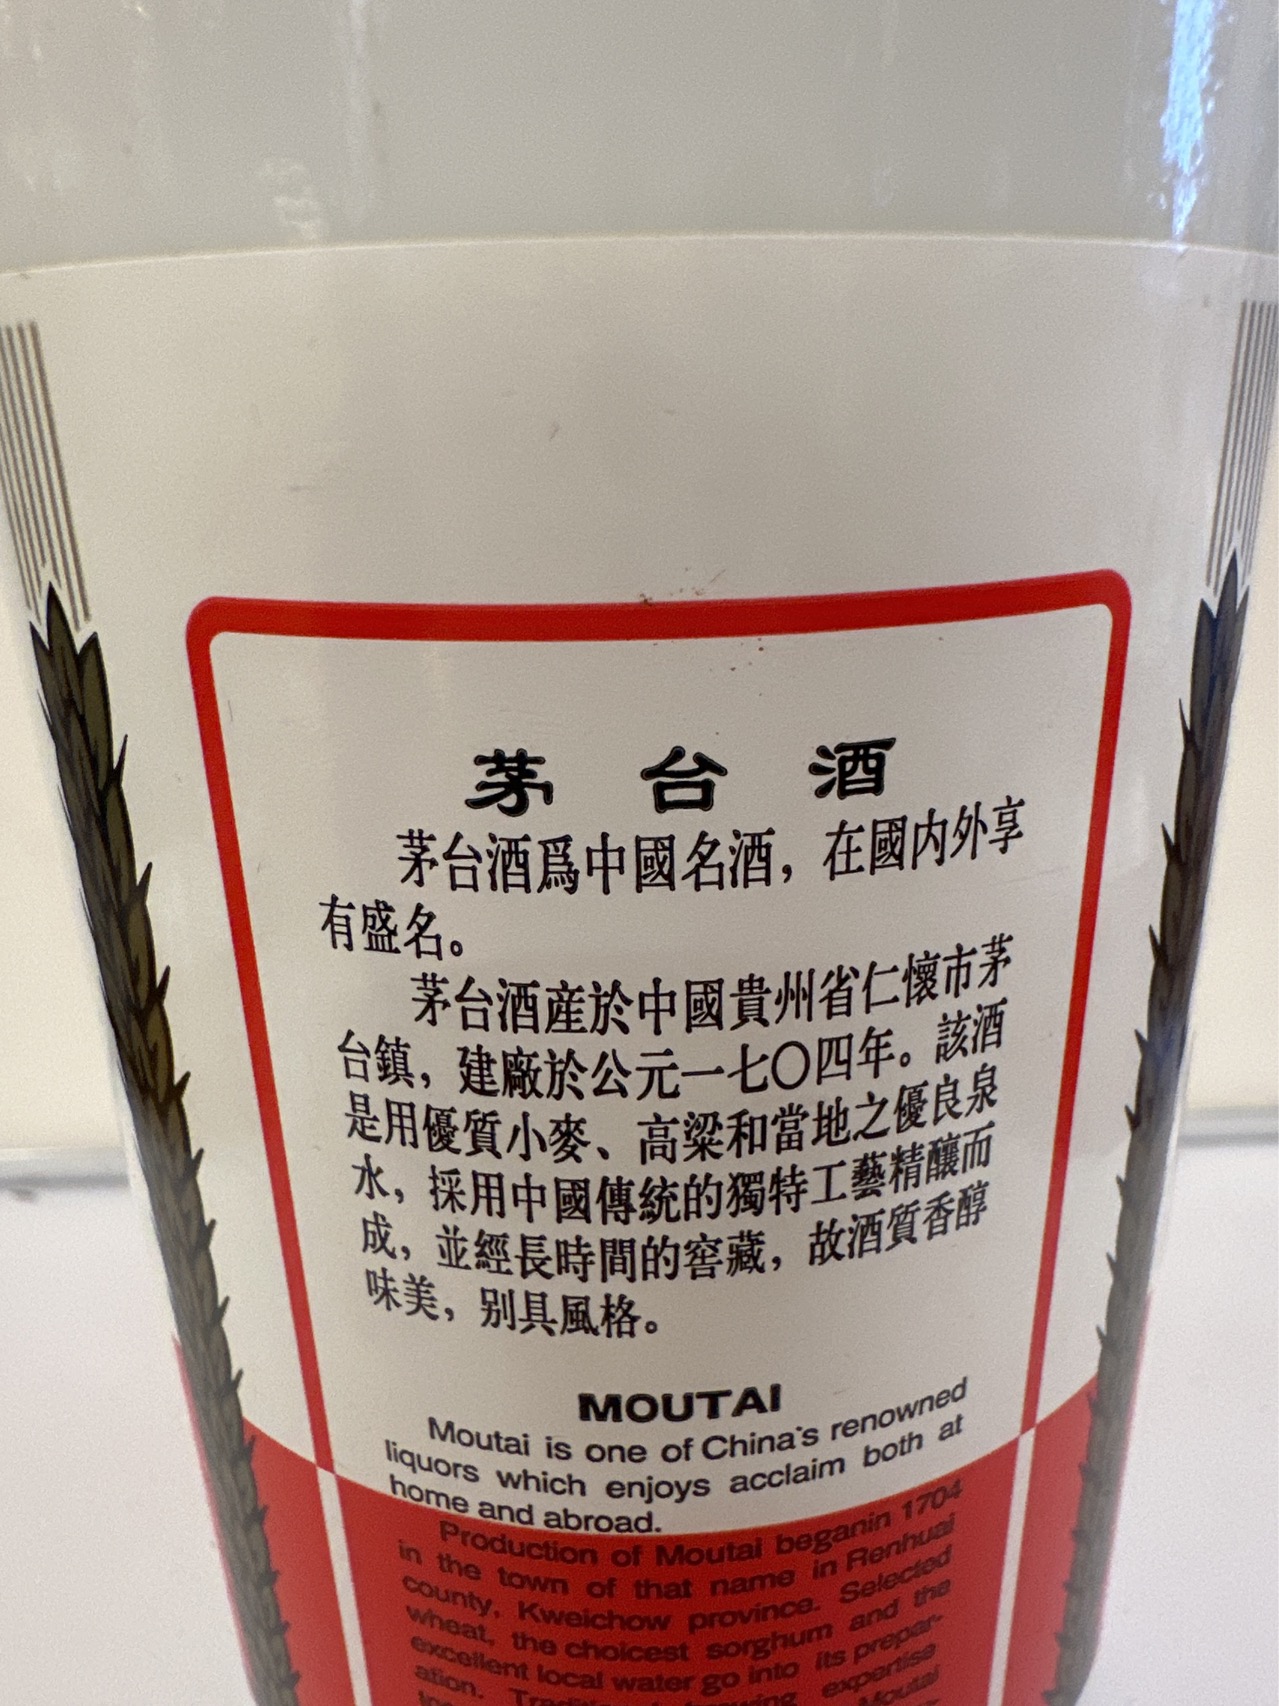 茅台酒
茅台酒爲中國名酒，在國内外享
有盛名。
茅台酒産於中國貴州省仁懷市茅
台鎮，建廠於公元一七〇四年。該酒
是用優質小麥、高粱和當地之優良泉
水，採用中國傳統的獨特工藝精釀而
成，並經長時間的窖藏，故酒質香醇
味美，别具風格。
MOUTAI
Moutai is one of China's renowned
liquors which enjoys acclaim both at
home and abroad.
Production of Moutai beganin 1704
in the town of that name in Renhuai
county, Kweichow province. Selected
wheat, the choicest sorghum and the
excellent local water go into its prepar-
ation. expertise
Moutai